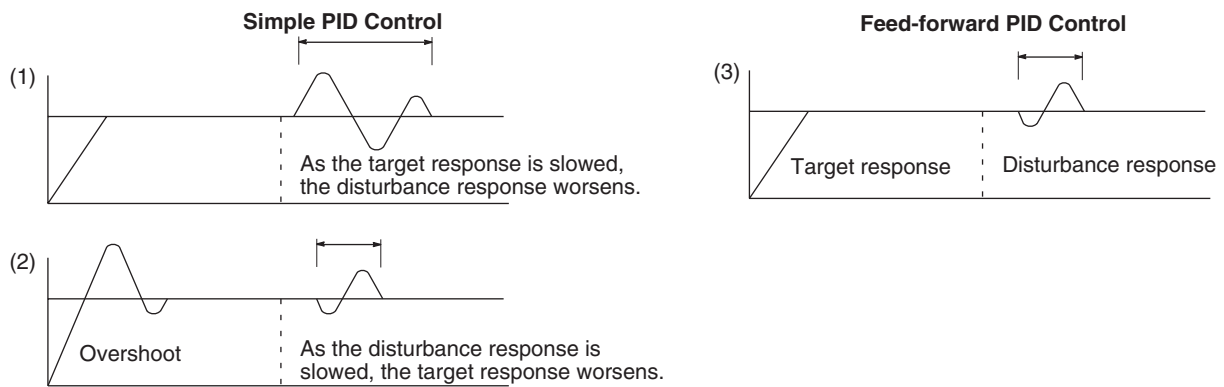 Simple PID Control
(1)
As the target response is slowed,
the disturbance response worsens.
(2)
Overshoot
As the disturbance response is
slowed, the target response worsens.
Feed-forward PID Control
(3)
Target response
Disturbance response